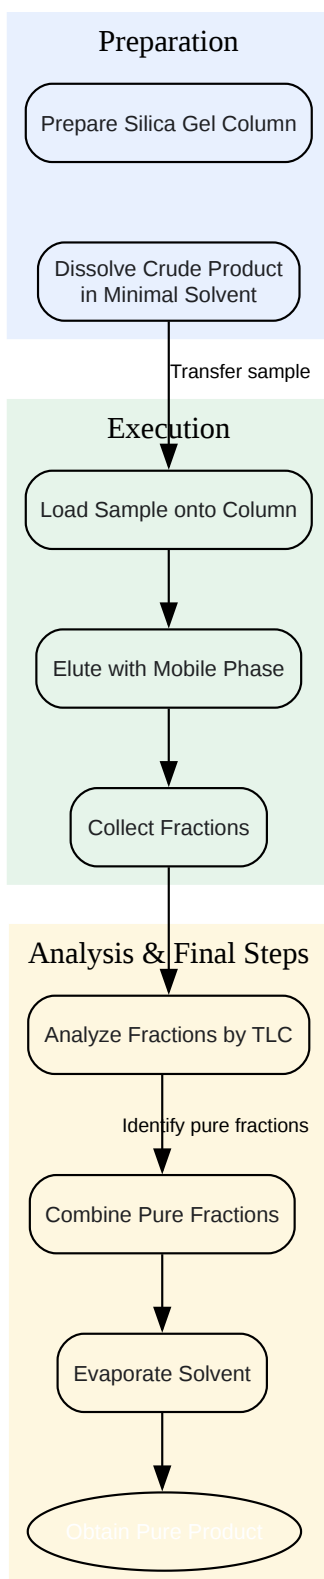 Preparation
Prepare Silica Gel Column
Dissolve Crude Product
in Minimal Solvent
Transfer sample
Execution
Load Sample onto Column
Elute with Mobile Phase
Collect Fractions
Analysis & Final Steps
Analyze Fractions by TLC
Identify pure fractions
Combine Pure Fractions
Evaporate Solvent
Obtain Pure Product